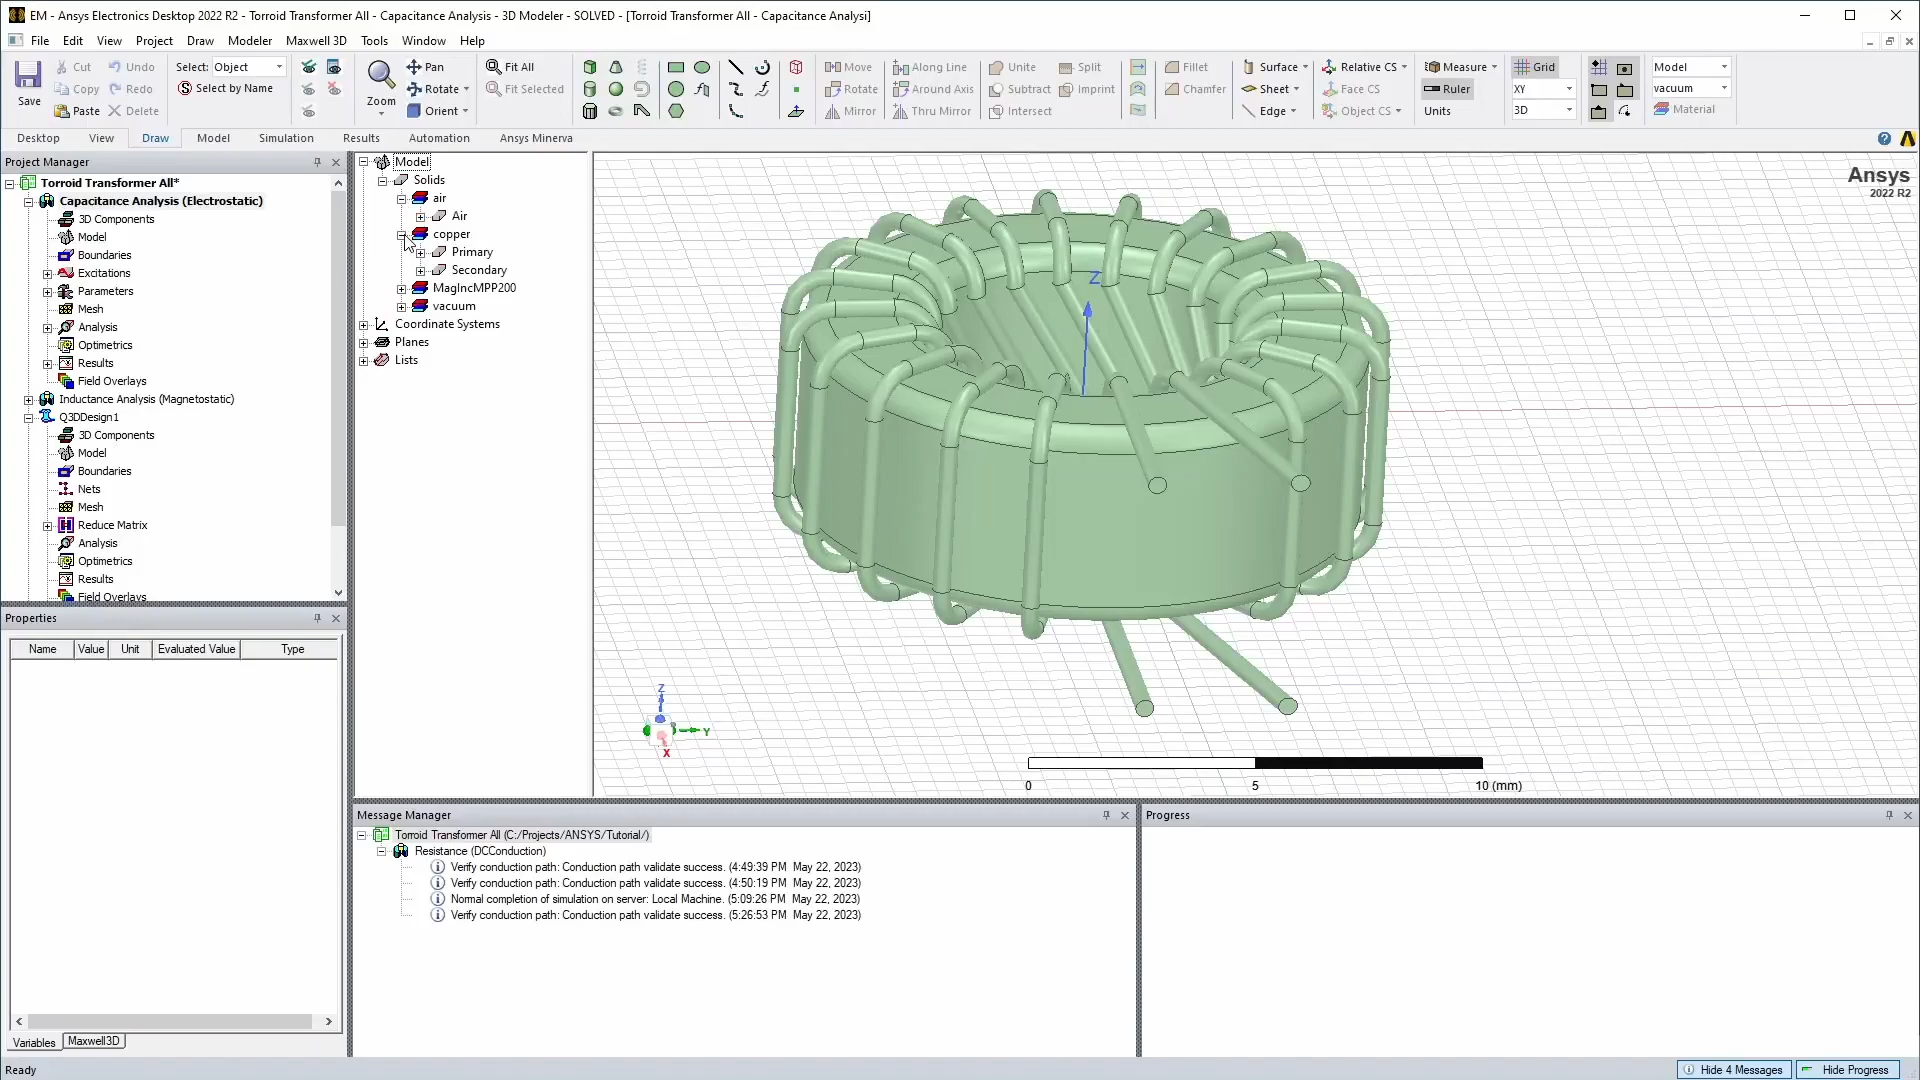 EM - Ansys Electronics Desktop 2022 R2 - Torroid Transformer All - Capacitance Analysis - 3D Modeler - SOLVED - [Torroid Transformer All - Capacitance Analysi]
File Edit View Project Draw Modeler Maxwell 3D Tools Window Help
Save
Cut
Copy
Paste
Undo
Redo
Delete
Select: Object
Select by Name
Zoom
Pan
Rotate
Orient
Fit All
Fit Selected
Move
Rotate
Mirror
Along Line
Around Axis
Thru Mirror
Unite
Subtract
Intersect
Split
Imprint
Fillet
Chamfer
Surface
Sheet
Edge
Relative CS
Face CS
Object CS
Measure
Ruler
Units
Grid
XY
3D
Model
vacuum
Material
Desktop View Draw Model Simulation Results Automation Ansys Minerva
Project Manager
Torroid Transformer All*
Capacitance Analysis (Electrostatic)
3D Components
Model
Boundaries
Excitations
Parameters
Mesh
Analysis
Optimetrics
Results
Field Overlays
Inductance Analysis (Magnetostatic)
Q3DDesign1
3D Components
Model
Boundaries
Nets
Mesh
Reduce Matrix
Analysis
Optimetrics
Results
Field Overlays
Properties
Name Value Unit Evaluated Value Type
Variables Maxwell3D
Model
Solids
air
Air
copper
Primary
Secondary
MagIncMPP200
vacuum
Coordinate Systems
Planes
Lists
Ansys
2022 R2
Z
Z
Y
X
0 5 10 (mm)
Message Manager
Torroid Transformer All (C:/Projects/ANSYS/Tutorial/)
Resistance (DCConduction)
Verify conduction path: Conduction path validate success. (4:49:39 PM May 22, 2023)
Verify conduction path: Conduction path validate success. (4:50:19 PM May 22, 2023)
Normal completion of simulation on server: Local Machine. (5:09:26 PM May 22, 2023)
Verify conduction path: Conduction path validate success. (5:26:53 PM May 22, 2023)
Progress
Ready
Hide 4 Messages
Hide Progress